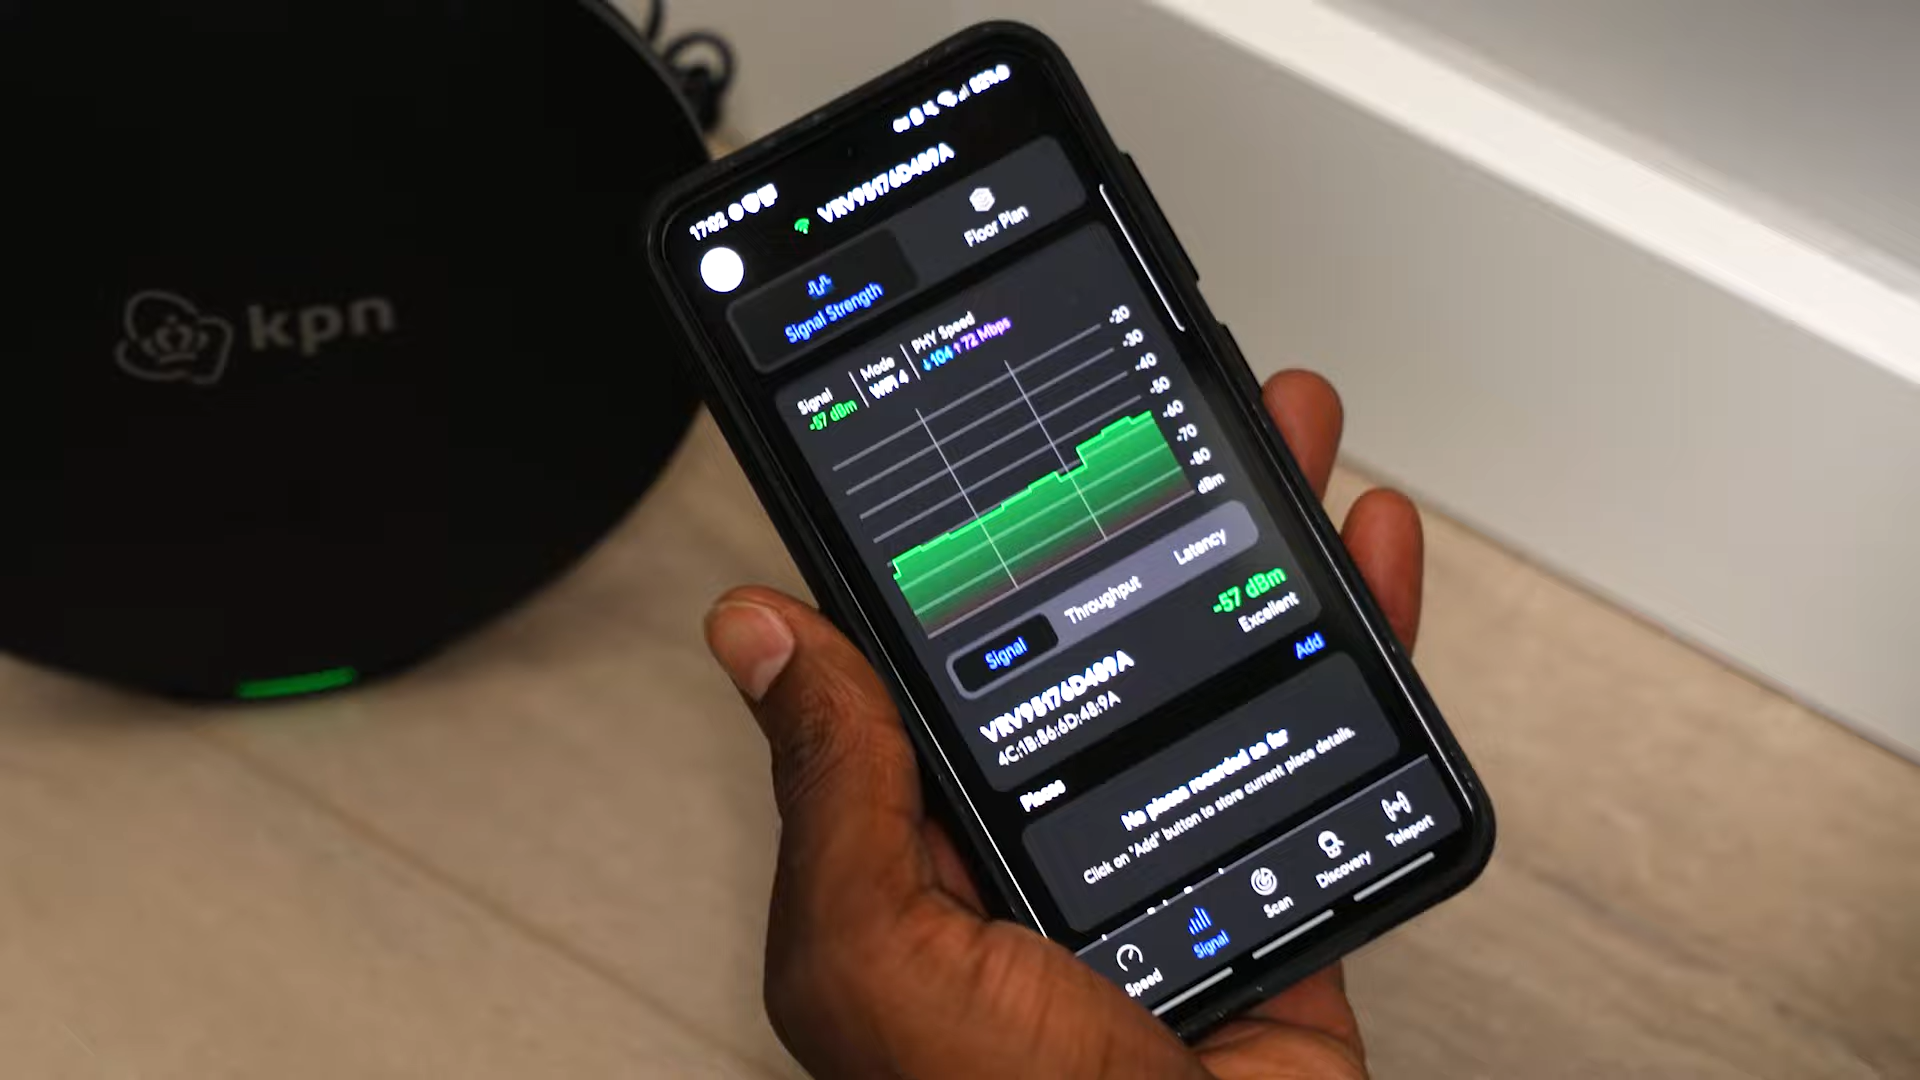 kpn
17:02
VRV95176D489A
Signal Strength
Floor Plan
Signal
-57 dBm
Mode
WiFi 4
PHY Speed
↓104 ↑72 Mbps
-20
-30
-40
-50
-60
-70
-80
dBm
Signal
Throughput
Latency
VRV95176D489A
4C:1B:86:6D:48:9A
-57 dBm
Excellent
Places
Add
No places recorded so far
Click on "Add" button to store current place details.
Speed
Signal
Scan
Discovery
Teleport